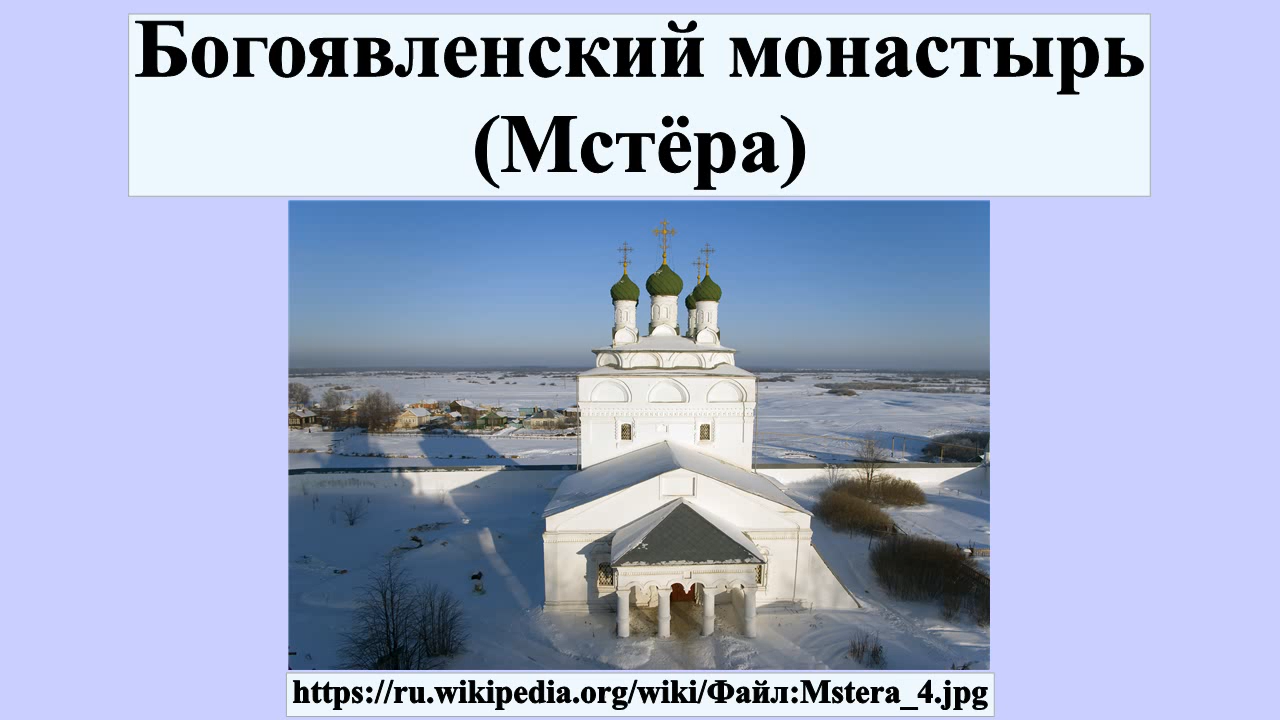 Богоявленский монастырь
(Мстёра)
https://ru.wikipedia.org/wiki/Файл:Mstera_4.jpg